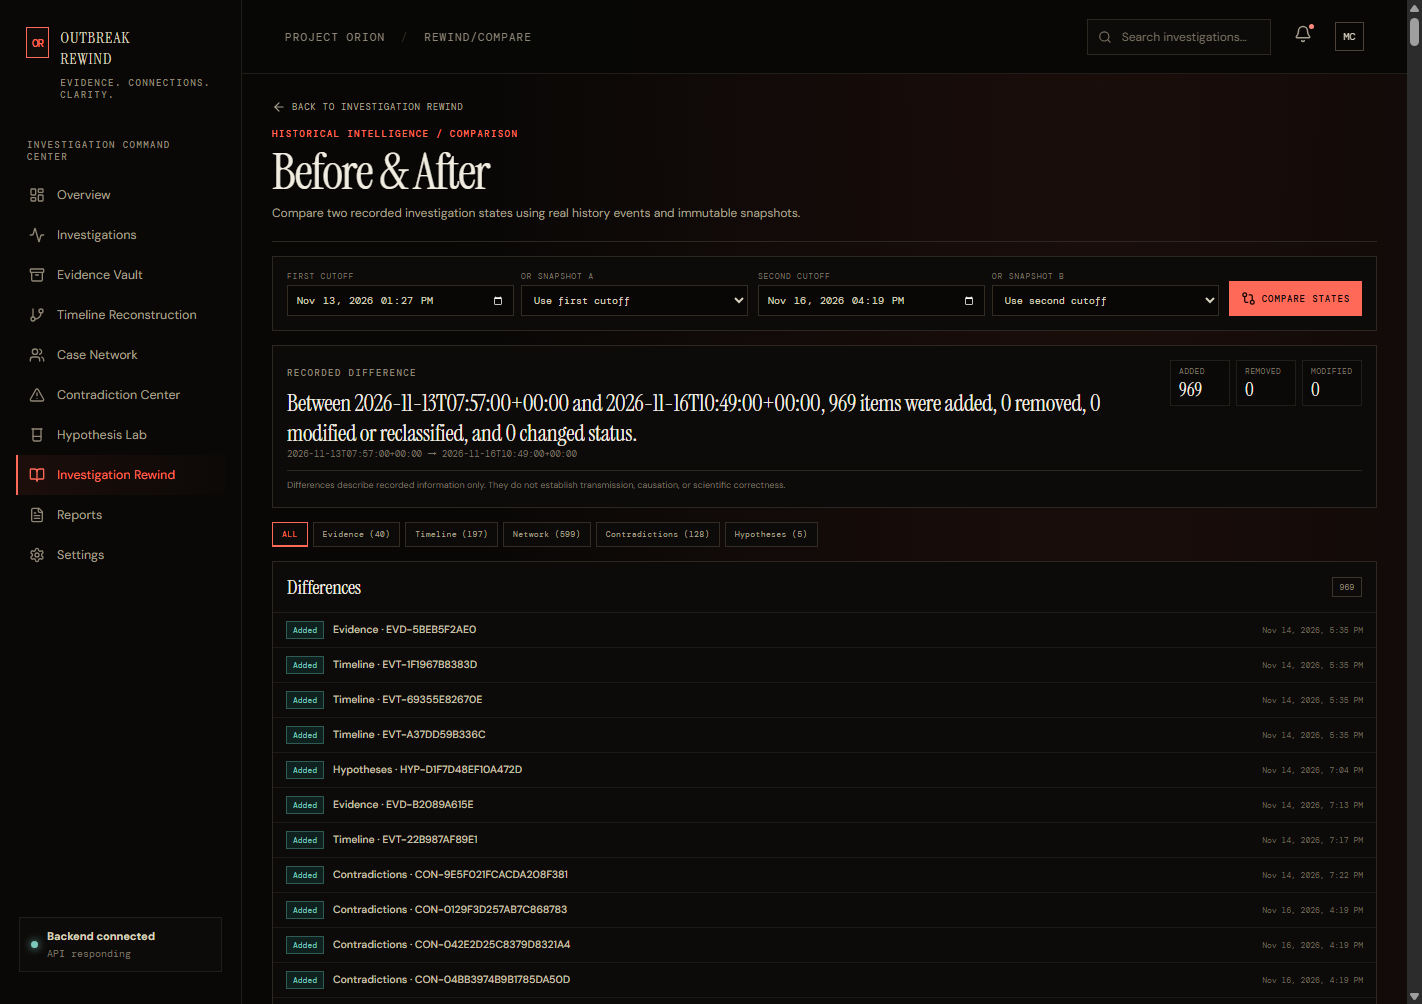 OR
OUTBREAK
REWIND
EVIDENCE. CONNECTIONS.
CLARITY.
INVESTIGATION COMMAND
CENTER
Overview
Investigations
Evidence Vault
Timeline Reconstruction
Case Network
Contradiction Center
Hypothesis Lab
Investigation Rewind
Reports
Settings
Backend connected
API responding
PROJECT ORION / REWIND/COMPARE
Search investigations...
MC
BACK TO INVESTIGATION REWIND
HISTORICAL INTELLIGENCE / COMPARISON
Before & After
Compare two recorded investigation states using real history events and immutable snapshots.
FIRST CUTOFF
Nov 13, 2026 01:27 PM
OR SNAPSHOT A
Use first cutoff
SECOND CUTOFF
Nov 16, 2026 04:19 PM
OR SNAPSHOT B
Use second cutoff
COMPARE STATES
RECORDED DIFFERENCE
Between 2026-11-13T07:57:00+00:00 and 2026-11-16T10:49:00+00:00, 969 items were added, 0 removed, 0
modified or reclassified, and 0 changed status.
2026-11-13T07:57:00+00:00 → 2026-11-16T10:49:00+00:00
Differences describe recorded information only. They do not establish transmission, causation, or scientific correctness.
ADDED
969
REMOVED
0
MODIFIED
0
ALL
Evidence (40)
Timeline (197)
Network (599)
Contradictions (128)
Hypotheses (5)
Differences
969
Added Evidence · EVD-5BEB5F2AE0 Nov 14, 2026, 5:35 PM
Added Timeline · EVT-1F1967B8383D Nov 14, 2026, 5:35 PM
Added Timeline · EVT-69355E82670E Nov 14, 2026, 5:35 PM
Added Timeline · EVT-A37DD59B336C Nov 14, 2026, 5:35 PM
Added Hypotheses · HYP-D1F7D48EF10A472D Nov 14, 2026, 7:04 PM
Added Evidence · EVD-B2089A615E Nov 14, 2026, 7:13 PM
Added Timeline · EVT-22B987AF89E1 Nov 14, 2026, 7:17 PM
Added Contradictions · CON-9E5F021FCACDA208F381 Nov 14, 2026, 7:22 PM
Added Contradictions · CON-0129F3D257AB7C868783 Nov 16, 2026, 4:19 PM
Added Contradictions · CON-042E2D25C8379D8321A4 Nov 16, 2026, 4:19 PM
Added Contradictions · CON-04BB3974B9B1785DA50D Nov 16, 2026, 4:19 PM